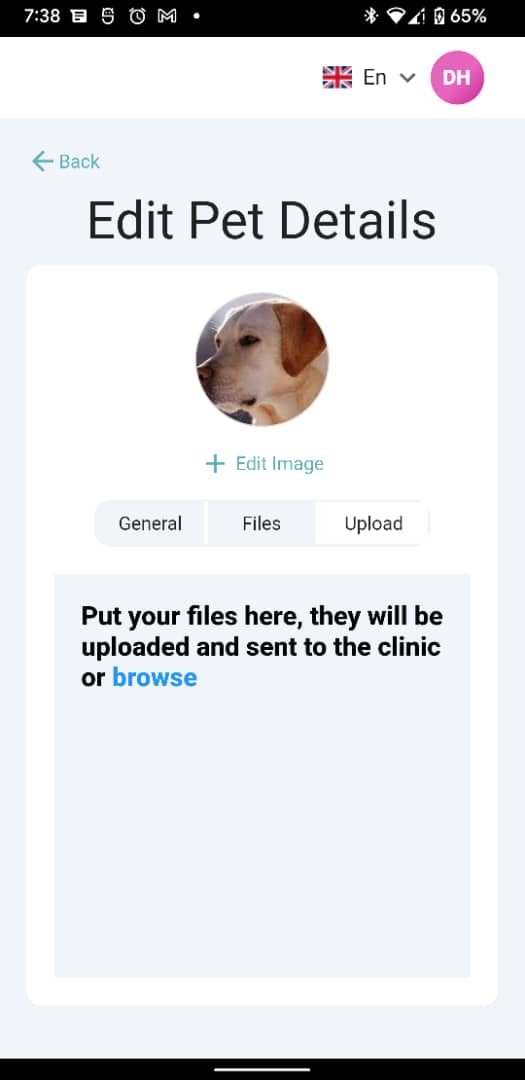 7:38 65%
En DH
Back
Edit Pet Details
Edit Image
General Files Upload
Put your files here, they will be
uploaded and sent to the clinic
or browse